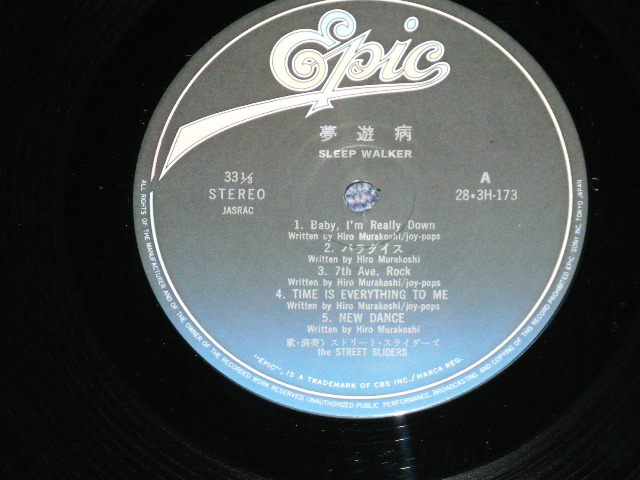 Epic
夢遊病
SLEEP WALKER
33 1/3
STEREO
JASRAC
A
28・3H-173
1. Baby, I'm Really Down
Written by Hiro Murakoshi/joy-pops
2. パラダイス
Written by Hiro Murakoshi
3. 7th Ave. Rock
Written by Hiro Murakoshi/joy-pops
4. TIME IS EVERYTHING TO ME
Written by Hiro Murakoshi/joy-pops
5. NEW DANCE
Written by Hiro Murakoshi
歌・演奏〉ストリート・スライダーズ
the STREET SLIDERS
"EPIC", IS A TRADEMARK OF CBS INC./MARCA REG.
ALL RIGHTS OF THE MANUFACTURER AND OF THE OWNER OF THE RECORDED WORK RESERVED, UNAUTHORIZED PUBLIC PERFORMANCE, BROADCASTING AND COPYING OF THIS RECORD PROHIBITED EPIC SONY INC. TOKYO JAPAN